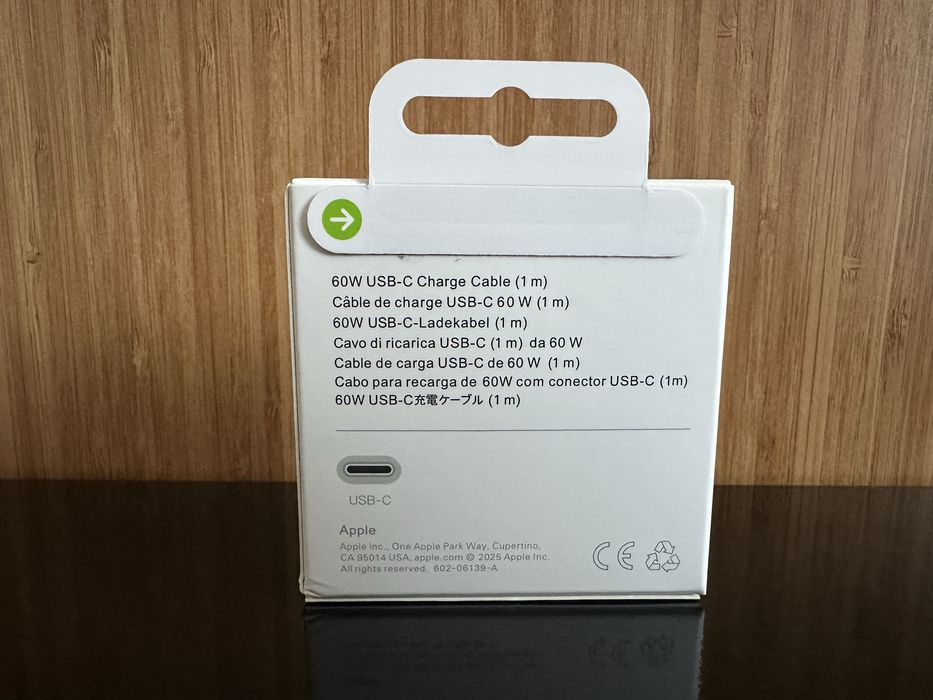 60W USB-C Charge Cable (1 m)
Câble de charge USB-C 60 W (1 m)
60W USB-C-Ladekabel (1 m)
Cavo di ricarica USB-C (1 m) da 60 W
Cable de carga USB-C de 60 W (1 m)
Cabo para recarga de 60W com conector USB-C (1m)
60W USB-C充電ケーブル (1 m)
USB-C
Apple
Apple Inc., One Apple Park Way, Cupertino,
CA 95014 USA, apple.com © 2025 Apple Inc.
All rights reserved. 602-06139-A
CE